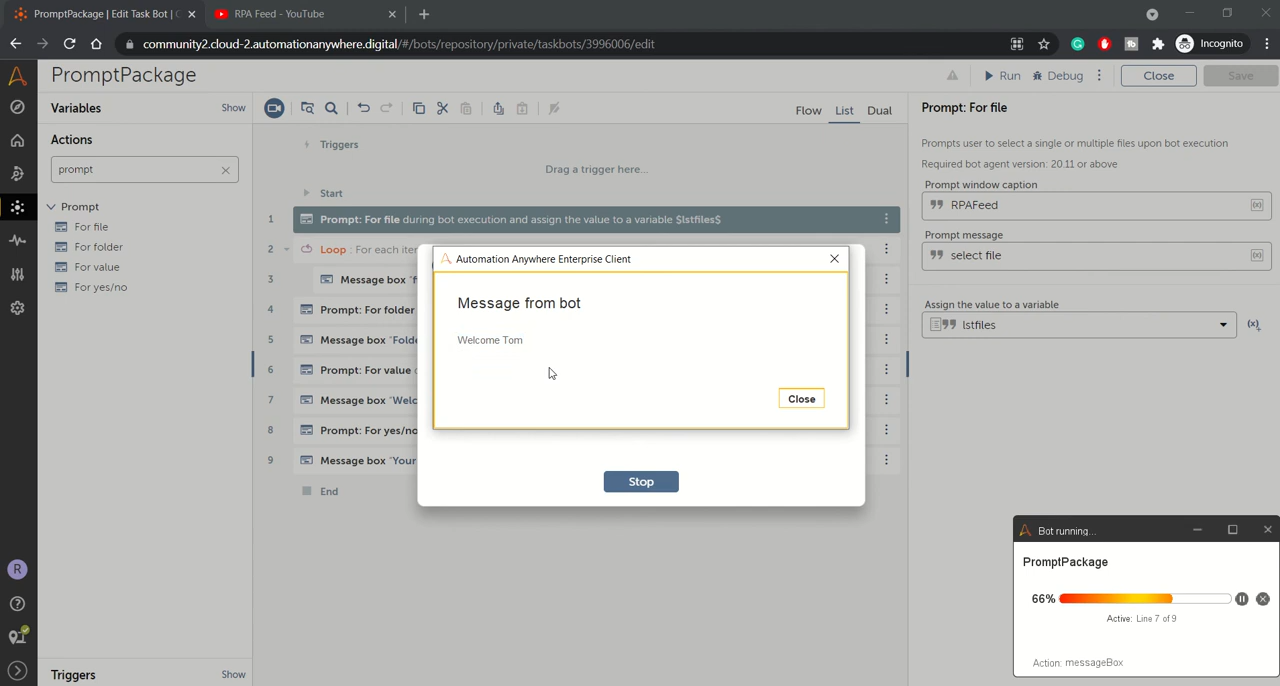 PromptPackage | Edit Task Bot |
RPA Feed - YouTube
community2.cloud-2.automationanywhere.digital/#/bots/repository/private/taskbots/3996006/edit
Incognito
PromptPackage
Run
Debug
Close
Save
Variables
Show
Actions
prompt
Prompt
For file
For folder
For value
For yes/no
Triggers
Show
R
Flow
List
Dual
Triggers
Drag a trigger here...
Start
1 Prompt: For file during bot execution and assign the value to a variable $lstfiles$
2 Loop : For each iter
3 Message box
4 Prompt: For folder
5 Message box "Folde
6 Prompt: For value
7 Message box "Welc
8 Prompt: For yes/no
9 Message box "Your
End
Automation Anywhere Enterprise Client
Message from bot
Welcome Tom
Close
Stop
Prompt: For file
Prompts user to select a single or multiple files upon bot execution
Required bot agent version: 20.11 or above
Prompt window caption
RPAFeed
Prompt message
select file
Assign the value to a variable
lstfiles
Bot running...
PromptPackage
66%
Active: Line 7 of 9
Action: messageBox